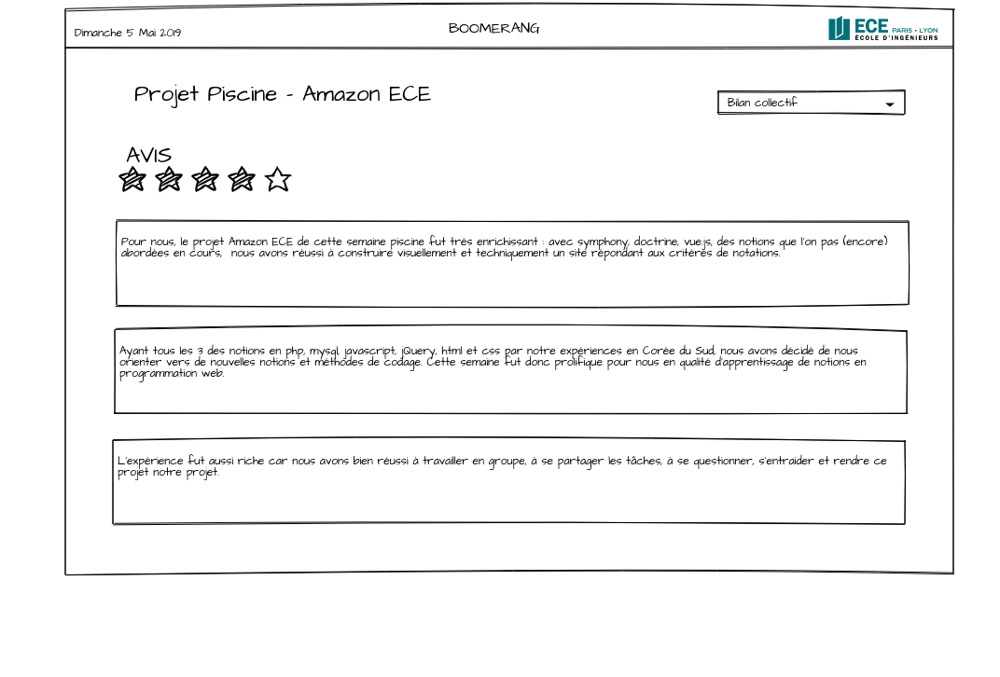 Dimanche 5 Mai 2019
BOOMERANG
ECE PARIS • LYON
ÉCOLE D'INGÉNIEURS
Projet Piscine - Amazon ECE
Bilan collectif
AVIS
Pour nous, le projet Amazon ECE de cette semaine piscine fut très enrichissant : avec symphony, doctrine, vue.js, des notions que l'on pas (encore)
abordées en cours,  nous avons réussi à construire visuellement et techniquement un site répondant aux critères de notations.
Ayant tous les 3 des notions en php, mysql, javascript, jQuery, html et css par notre expériences en Corée du Sud, nous avons décidé de nous
orienter vers de nouvelles notions et méthodes de codage. Cette semaine fut donc prolifique pour nous en qualité d'apprentissage de notions en
programmation web.
L'expérience fut aussi riche car nous avons bien réussi à travailler en groupe, à se partager les tâches, à se questionner, s'entraider et rendre ce
projet notre projet.